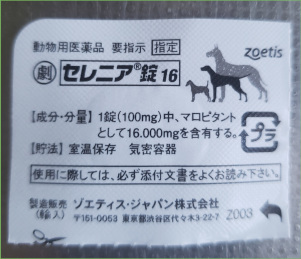 動物用医薬品 要指示 指定
zoetis
劇 セレニア®錠16
【成分・分量】 1錠(100mg)中、マロピタント
として16.000mgを含有する。
プラ
【貯法】 室温保存 気密容器
使用に際しては、必ず添付文書をよくお読み下さい。
製造販売 ゾエティス・ジャパン株式会社
(輸入) 〒151-0053 東京都渋谷区代々木3-22-7 Z003